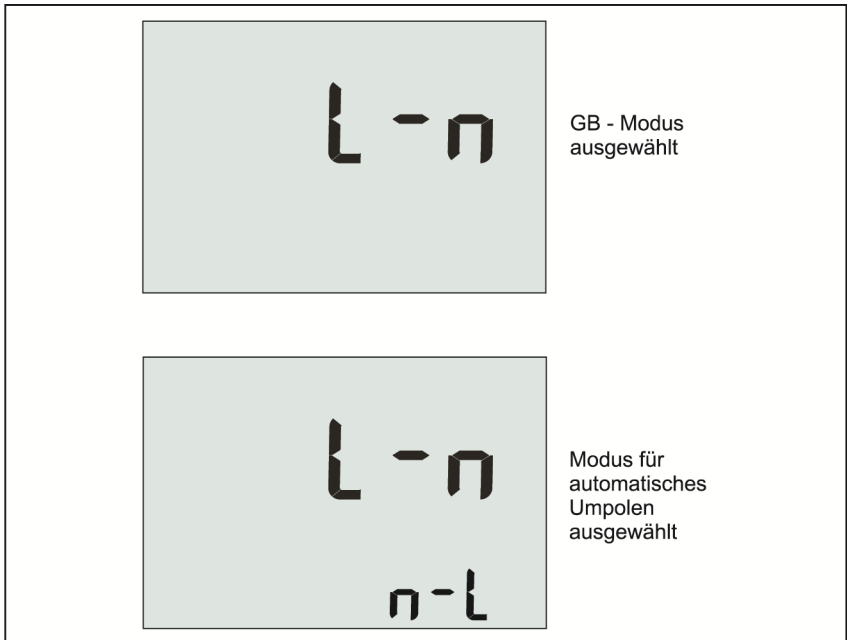 L-n
GB - Modus
ausgewählt
L-n
Modus für
automatisches
Umpolen
ausgewählt
n-L